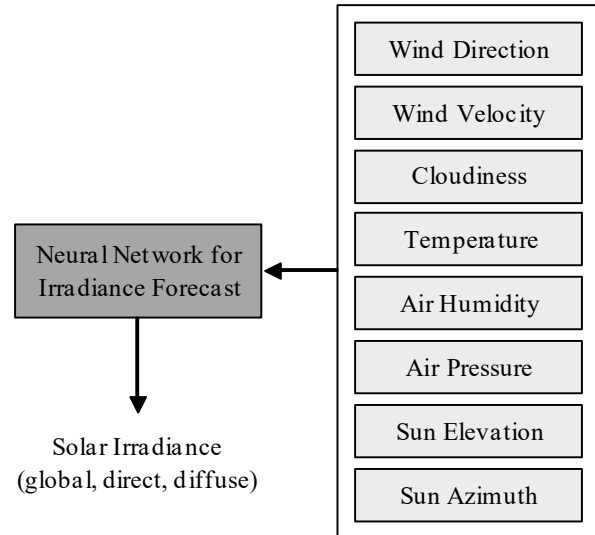 Wind Direction
Wind Velocity
Cloudiness
Temperature
Air Humidity
Air Pressure
Sun Elevation
Sun Azimuth
Neural Network for
Irradiance Forecast
Solar Irradiance
(global, direct, diffuse)